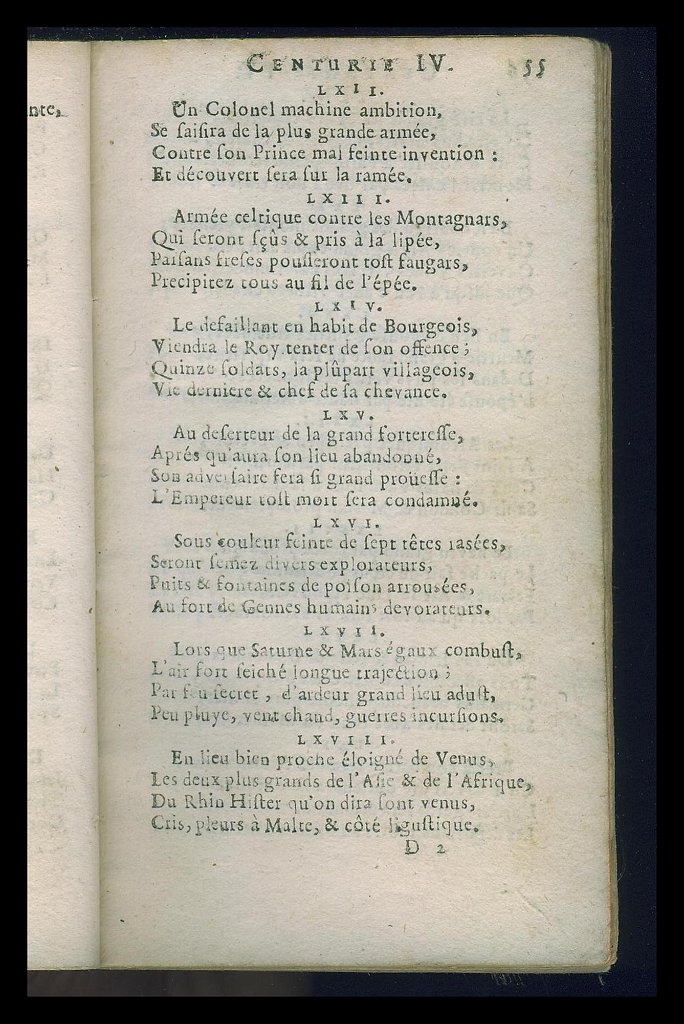 nte,
CENTURIE IV. 55
LXII.
Un Colonel machine ambition,
Se saiſira de la plus grande armée,
Contre ſon Prince mal feinte invention :
Et découvert ſera ſur la ramée.
LXIII.
Armée celtique contre les Montagnars,
Qui ſeront ſçûs & pris à la lipée,
Paiſans freſes pouſſeront toſt faugars,
Precipitez tous au fil de l'épée.
LXIV.
Le defaillant en habit de Bourgeois,
Viendra le Roy tenter de ſon offence ;
Quinze ſoldats, la plûpart villageois,
Vie derniere & chef de ſa chevance.
LXV.
Au deſerteur de la grand fortereſſe,
Aprés qu'aura ſon lieu abandonné,
Son adverſaire fera ſi grand proüeſſe :
L'Empereur toſt mort ſera condamné.
LXVI.
Sous couleur feinte de ſept têtes rasées,
Seront ſemez divers explorateurs,
Puits & fontaines de poiſon arrousées,
Au fort de Gennes humains devorateurs.
LXVII.
Lors que Saturne & Mars égaux combuſt,
L'air fort ſeiché longue trajection ;
Par feu ſecret, d'ardeur grand lieu aduſt,
Peu pluye, vent chaud, guerres incurſions.
LXVIII.
En lieu bien proche éloigné de Venus,
Les deux plus grands de l'Aſie & de l'Afrique,
Du Rhin Hiſter qu'on dira ſont venus,
Cris, pleurs à Malte, & côté liguſtique.
D 2